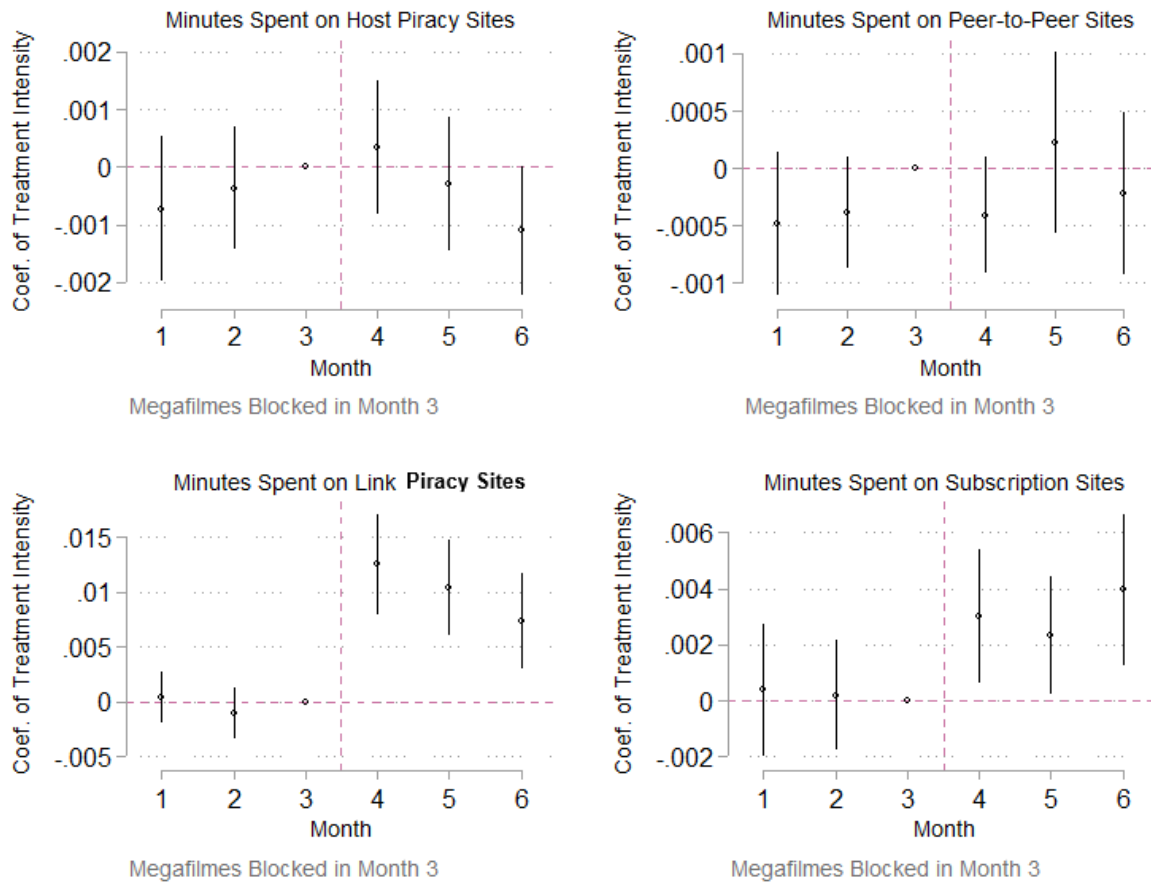 Minutes Spent on Host Piracy Sites
Coef. of Treatment Intensity
.002
.001
0
-.001
-.002
1 2 3 4 5 6
Month
Megafilmes Blocked in Month 3
Minutes Spent on Peer-to-Peer Sites
Coef. of Treatment Intensity
.001
.0005
0
-.0005
-.001
1 2 3 4 5 6
Month
Megafilmes Blocked in Month 3
Minutes Spent on Link Piracy Sites
Coef. of Treatment Intensity
.015
.01
.005
0
-.005
1 2 3 4 5 6
Month
Megafilmes Blocked in Month 3
Minutes Spent on Subscription Sites
Coef. of Treatment Intensity
.006
.004
.002
0
-.002
1 2 3 4 5 6
Month
Megafilmes Blocked in Month 3